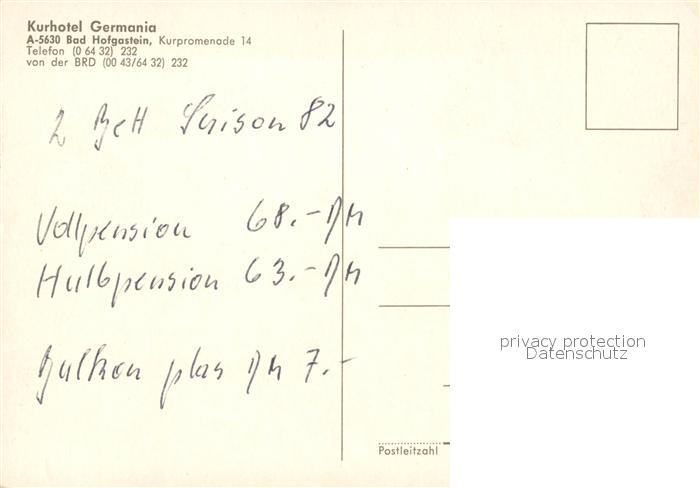 Kurhotel Germania
A-5630 Bad Hofgastein, Kurpromenade 14
Telefon (0 64 32) 232
von der BRD (00 43/64 32) 232
2 Bett Saison 82
Vollpension 68.- DM
Halbpension 63.- DM
Balkon plus DM 7.-
privacy protection
Datenschutz
Postleitzahl